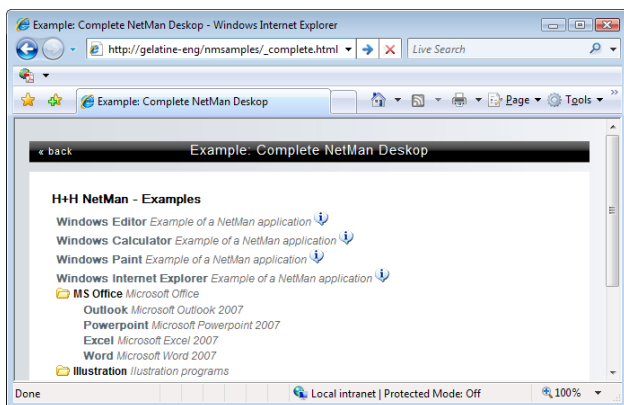 Example: Complete NetMan Deskop - Windows Internet Explorer
http://gelatine-eng/nmsamples/_complete.html Live Search
Example: Complete NetMan Deskop Page Tools
« back Example: Complete NetMan Deskop
H+H NetMan - Examples
Windows Editor Example of a NetMan application
Windows Calculator Example of a NetMan application
Windows Paint Example of a NetMan application
Windows Internet Explorer Example of a NetMan application
MS Office Microsoft Office
Outlook Microsoft Outlook 2007
Powerpoint Microsoft Powerpoint 2007
Excel Microsoft Excel 2007
Word Microsoft Word 2007
Illustration Ilustration programs
Done Local intranet | Protected Mode: Off 100%